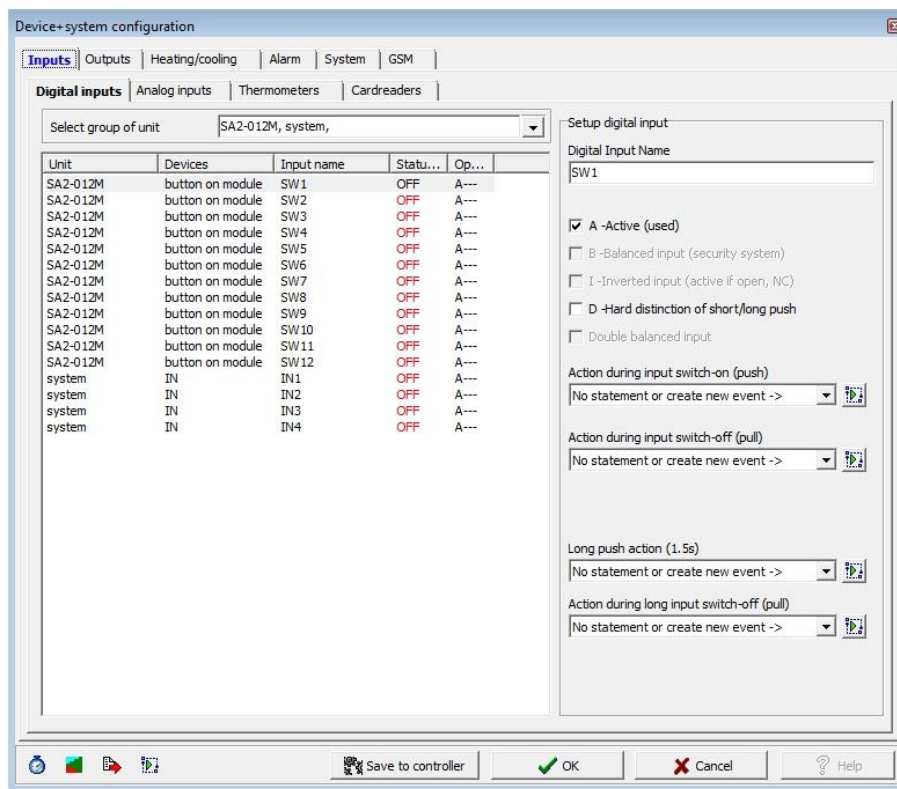 Device+system configuration
Inputs Outputs Heating/cooling Alarm System GSM
Digital inputs Analog inputs Thermometers Cardreaders
Select group of unit SA2-012M, system,
Unit Devices Input name Statu... Op...
SA2-012M button on module SW1 OFF A---
SA2-012M button on module SW2 OFF A---
SA2-012M button on module SW3 OFF A---
SA2-012M button on module SW4 OFF A---
SA2-012M button on module SW5 OFF A---
SA2-012M button on module SW6 OFF A---
SA2-012M button on module SW7 OFF A---
SA2-012M button on module SW8 OFF A---
SA2-012M button on module SW9 OFF A---
SA2-012M button on module SW10 OFF A---
SA2-012M button on module SW11 OFF A---
SA2-012M button on module SW12 OFF A---
system IN IN1 OFF A---
system IN IN2 OFF A---
system IN IN3 OFF A---
system IN IN4 OFF A---
Setup digital input
Digital Input Name
SW1
A -Active (used)
B -Balanced input (security system)
I -Inverted input (active if open, NC)
D -Hard distinction of short/long push
Double balanced input
Action during input switch-on (push)
No statement or create new event ->
Action during input switch-off (pull)
No statement or create new event ->
Long push action (1.5s)
No statement or create new event ->
Action during long input switch-off (pull)
No statement or create new event ->
Save to controller OK Cancel Help